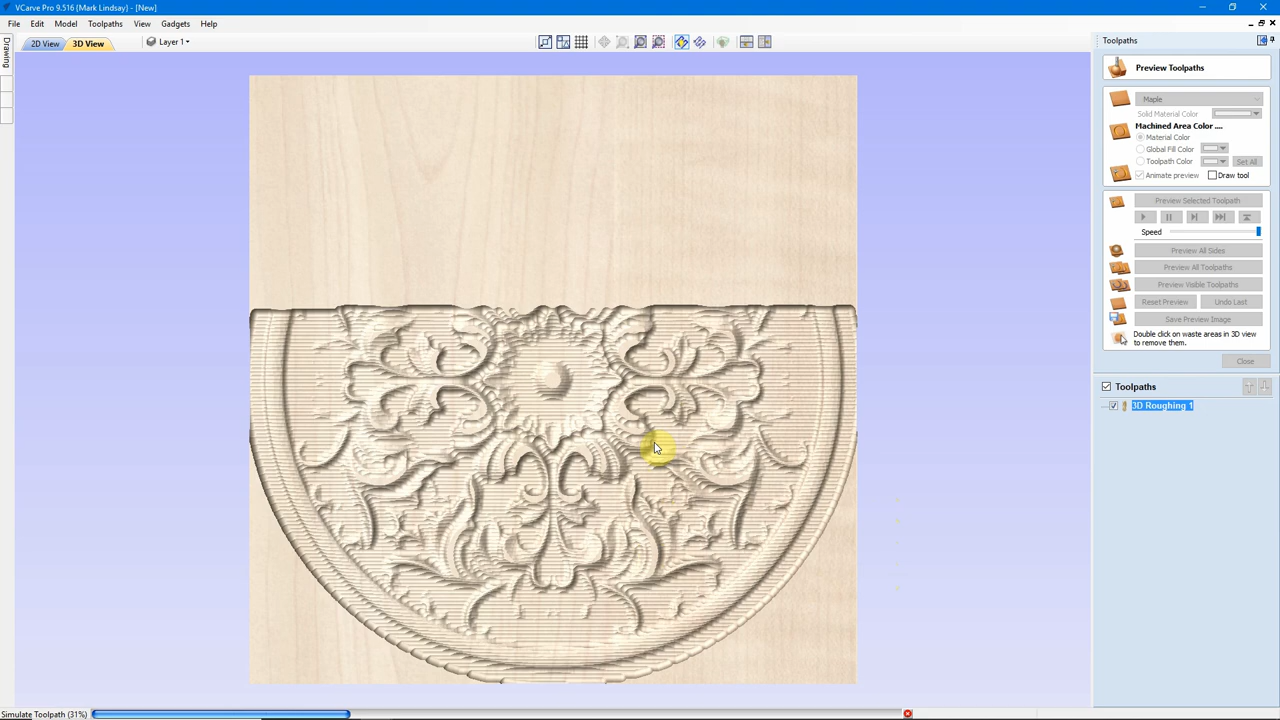 VCarve Pro 9.516 {Mark Lindsay} - [New]
File Edit Model Toolpaths View Gadgets Help
2D View 3D View Layer 1
Drawing
Toolpaths
Preview Toolpaths
Maple
Solid Material Color
Machined Area Color ....
Material Color
Global Fill Color
Toolpath Color Set All
Animate preview Draw tool
Preview Selected Toolpath
Speed
Preview All Sides
Preview All Toolpaths
Preview Visible Toolpaths
Reset Preview Undo Last
Save Preview Image
Double click on waste areas in 3D view
to remove them.
Close
Toolpaths
3D Roughing 1
Simulate Toolpath (31%)